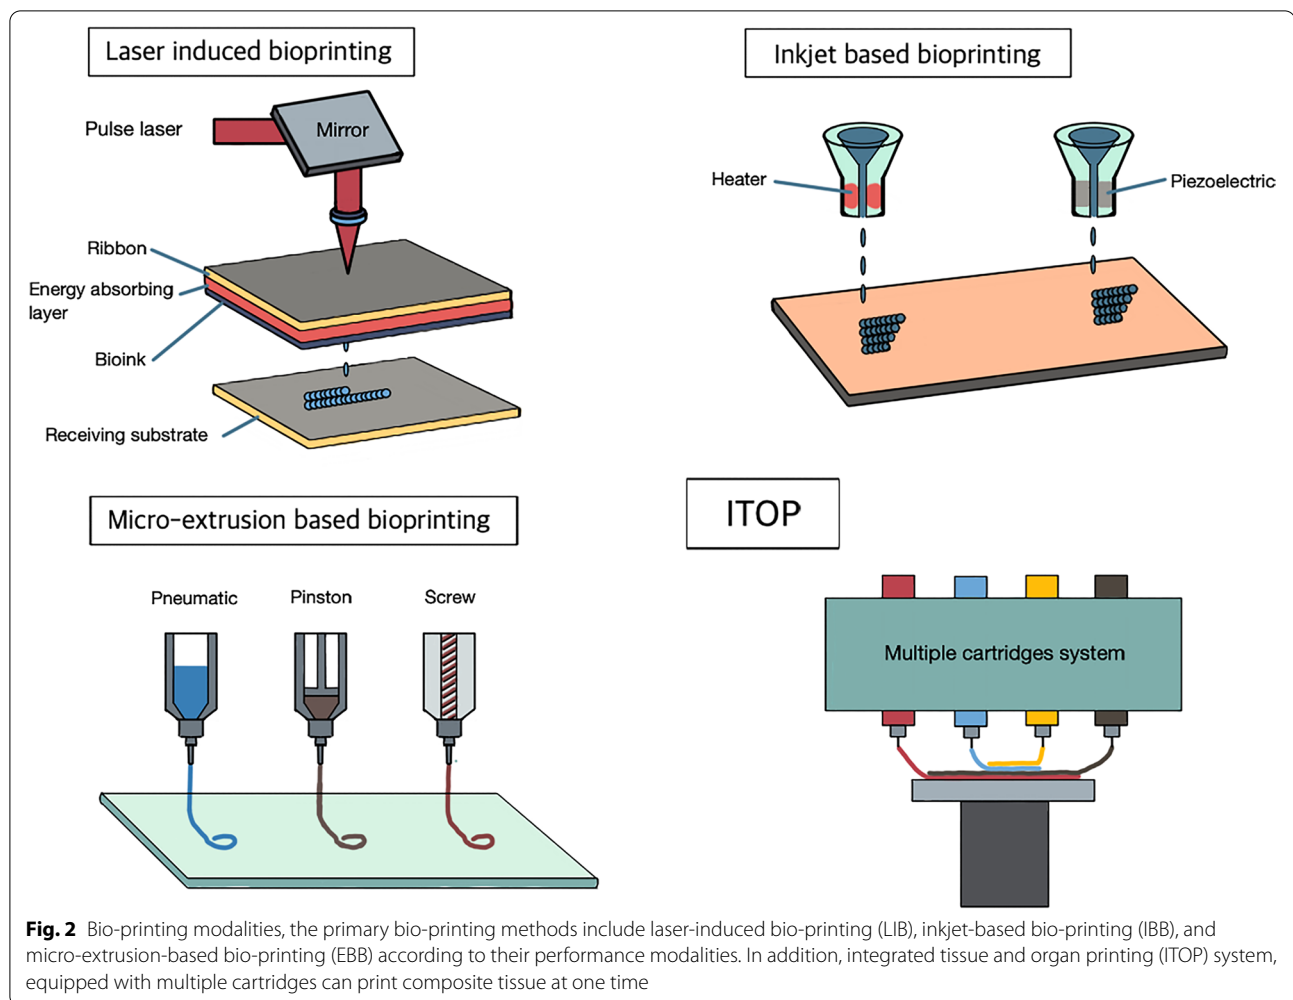 Laser induced bioprinting
Pulse laser
Mirror
Ribbon
Energy absorbing
layer
Bioink
Receiving substrate
Inkjet based bioprinting
Heater
Piezoelectric
Micro-extrusion based bioprinting
Pneumatic
Pinston
Screw
ITOP
Multiple cartridges system
Fig. 2 Bio-printing modalities, the primary bio-printing methods include laser-induced bio-printing (LIB), inkjet-based bio-printing (IBB), and
micro-extrusion-based bio-printing (EBB) according to their performance modalities. In addition, integrated tissue and organ printing (ITOP) system,
equipped with multiple cartridges can print composite tissue at one time